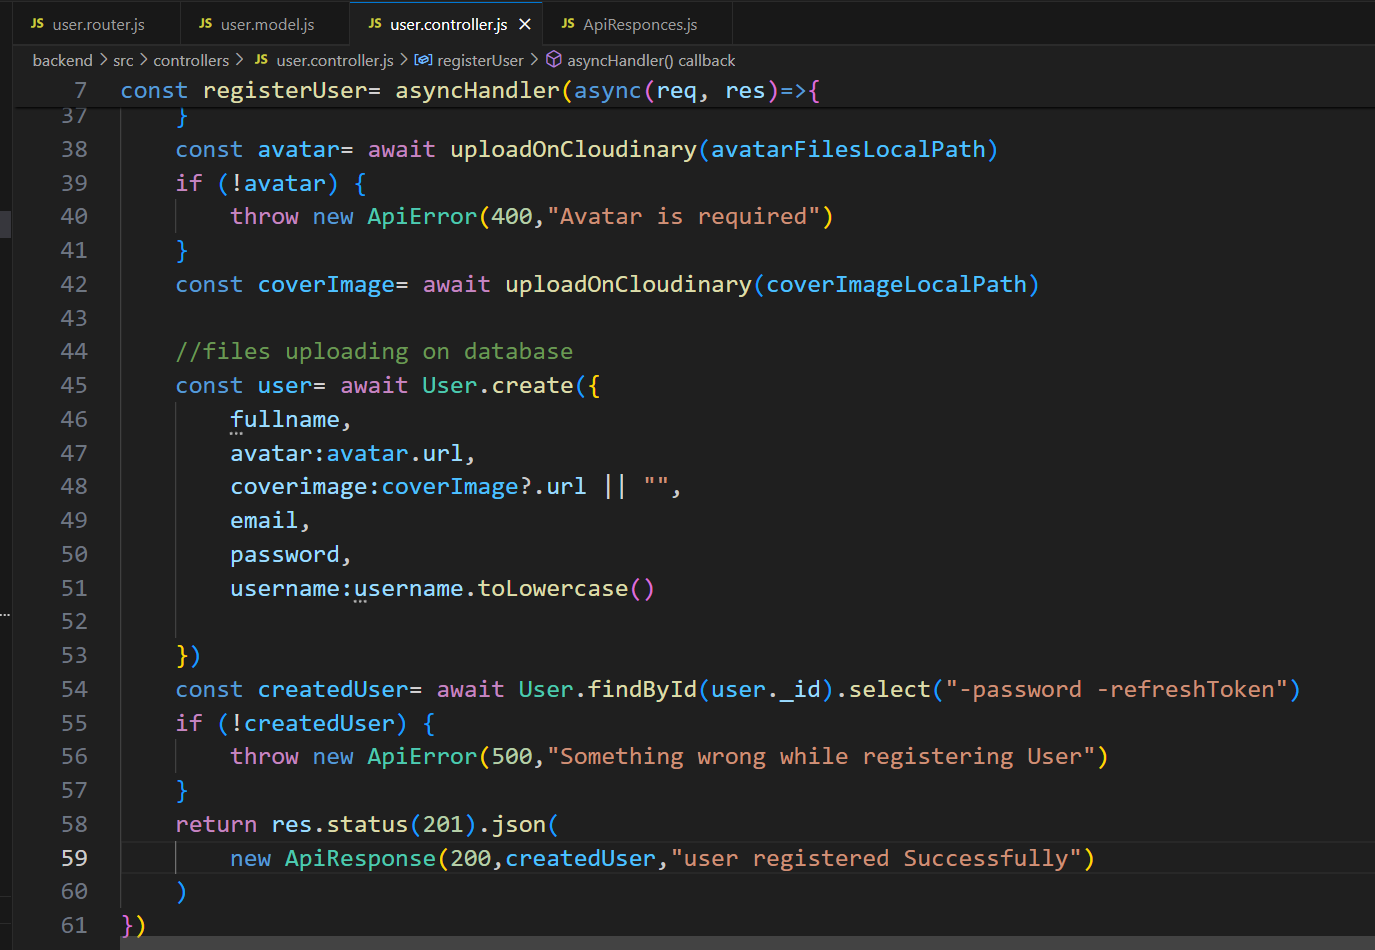 JS user.router.js JS user.model.js JS user.controller.js × JS ApiResponces.js
backend > src > controllers > JS user.controller.js > registerUser > asyncHandler() callback
7 const registerUser= asyncHandler(async(req, res)=>{
37 }
38 const avatar= await uploadOnCloudinary(avatarFilesLocalPath)
39 if (!avatar) {
40 throw new ApiError(400,"Avatar is required")
41 }
42 const coverImage= await uploadOnCloudinary(coverImageLocalPath)
43
44 //files uploading on database
45 const user= await User.create({
46 fullname,
47 avatar:avatar.url,
48 coverimage:coverImage?.url || "",
49 email,
50 password,
51 username:username.toLowercase()
52
53 })
54 const createdUser= await User.findById(user._id).select("-password -refreshToken")
55 if (!createdUser) {
56 throw new ApiError(500,"Something wrong while registering User")
57 }
58 return res.status(201).json(
59 new ApiResponse(200,createdUser,"user registered Successfully")
60 )
61 })